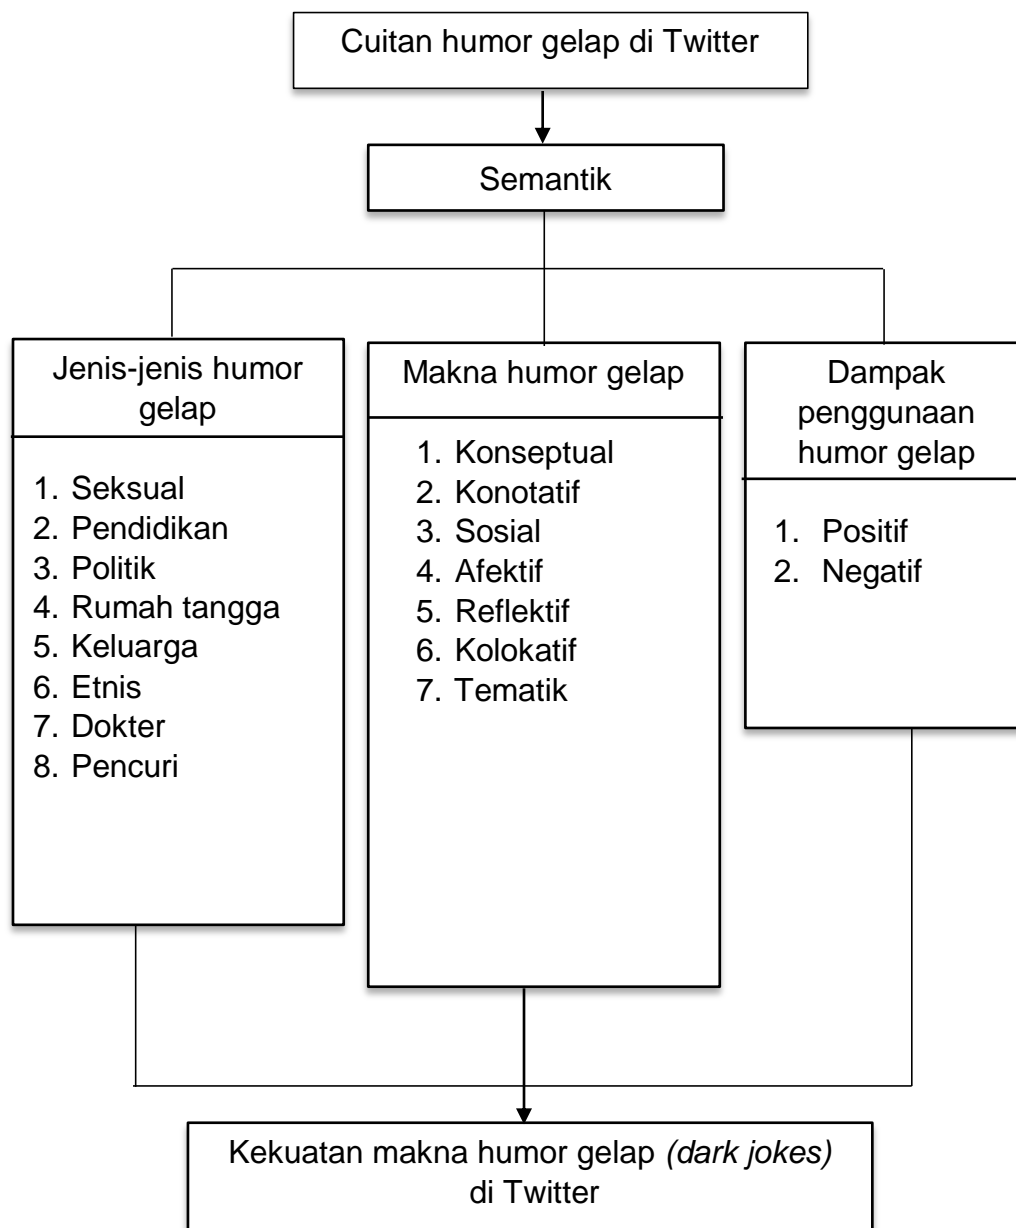 Cuitan humor gelap di Twitter
Semantik
Jenis-jenis humor
gelap
1. Seksual
2. Pendidikan
3. Politik
4. Rumah tangga
5. Keluarga
6. Etnis
7. Dokter
8. Pencuri
Makna humor gelap
1. Konseptual
2. Konotatif
3. Sosial
4. Afektif
5. Reflektif
6. Kolokatif
7. Tematik
Dampak
penggunaan
humor gelap
1. Positif
2. Negatif
Kekuatan makna humor gelap (dark jokes)
di Twitter